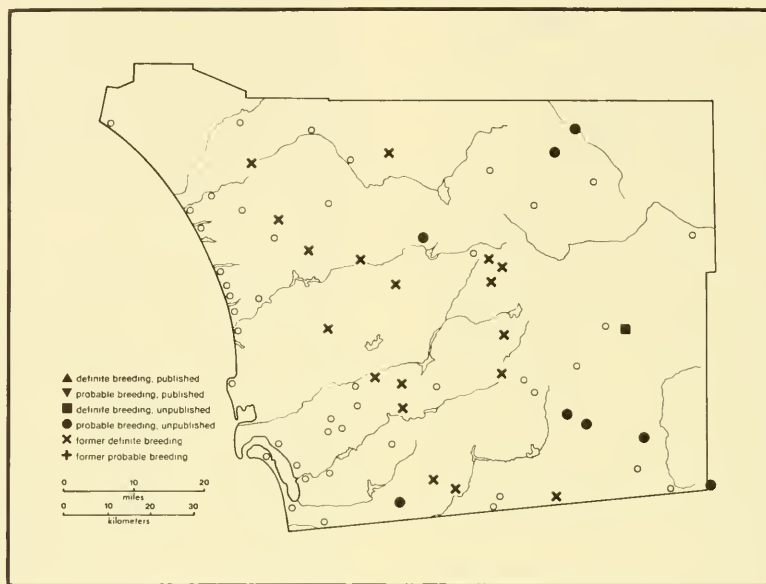 definite breeding, published
probable breeding, published
definite breeding, unpublished
probable breeding, unpublished
former definite breeding
former probable breeding
0 10 20
miles
0 10 20 30
kilometers